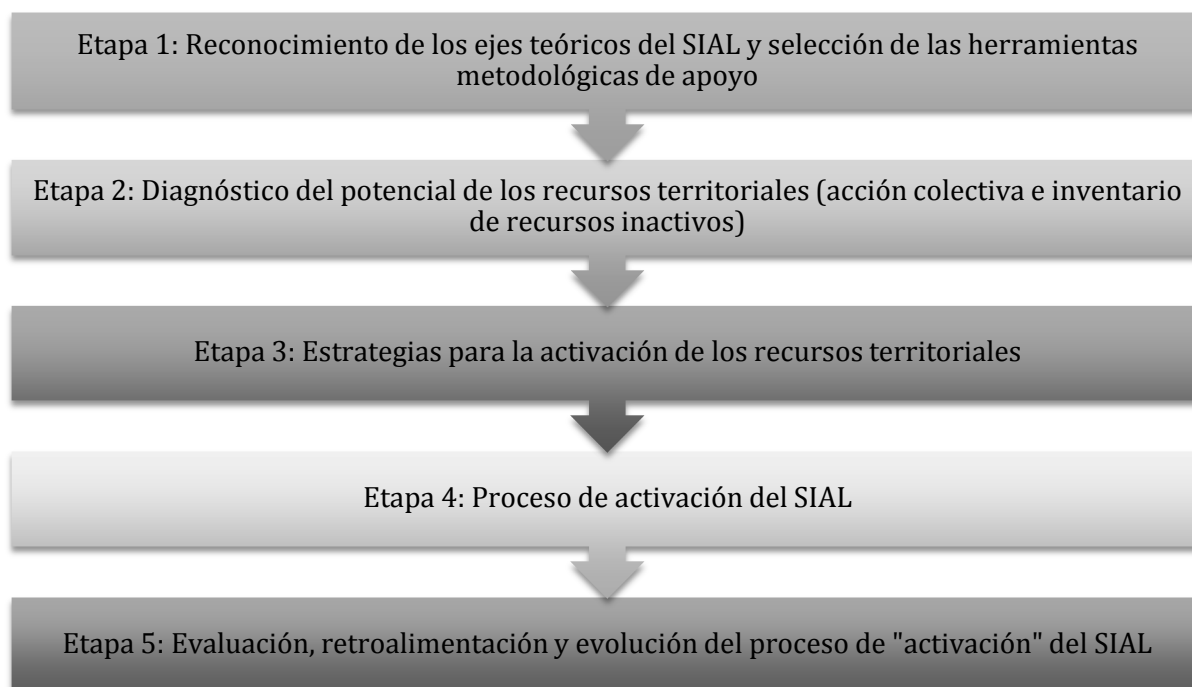 Etapa 1: Reconocimiento de los ejes teóricos del SIAL y selección de las herramientas
metodológicas de apoyo
Etapa 2: Diagnóstico del potencial de los recursos territoriales (acción colectiva e inventario
de recursos inactivos)
Etapa 3: Estrategias para la activación de los recursos territoriales
Etapa 4: Proceso de activación del SIAL
Etapa 5: Evaluación, retroalimentación y evolución del proceso de "activación" del SIAL